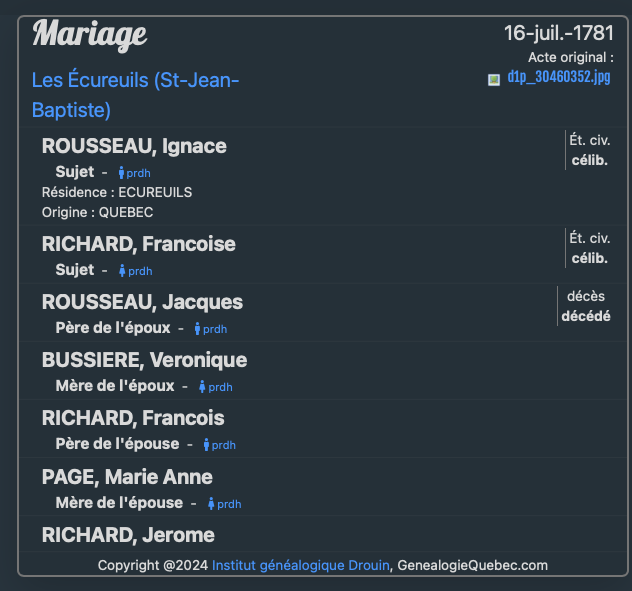 Mariage
16-juil.-1781
Acte original :
d1p_30460352.jpg
Les Écureuils (St-Jean-
Baptiste)
ROUSSEAU, Ignace
Ét. civ.
célib.
Sujet - prdh
Résidence : ECUREUILS
Origine : QUEBEC
RICHARD, Francoise
Ét. civ.
célib.
Sujet - prdh
ROUSSEAU, Jacques
décès
décédé
Père de l'époux - prdh
BUSSIERE, Veronique
Mère de l'époux - prdh
RICHARD, Francois
Père de l'épouse - prdh
PAGE, Marie Anne
Mère de l'épouse - prdh
RICHARD, Jerome
Copyright @2024 Institut généalogique Drouin, GenealogieQuebec.com